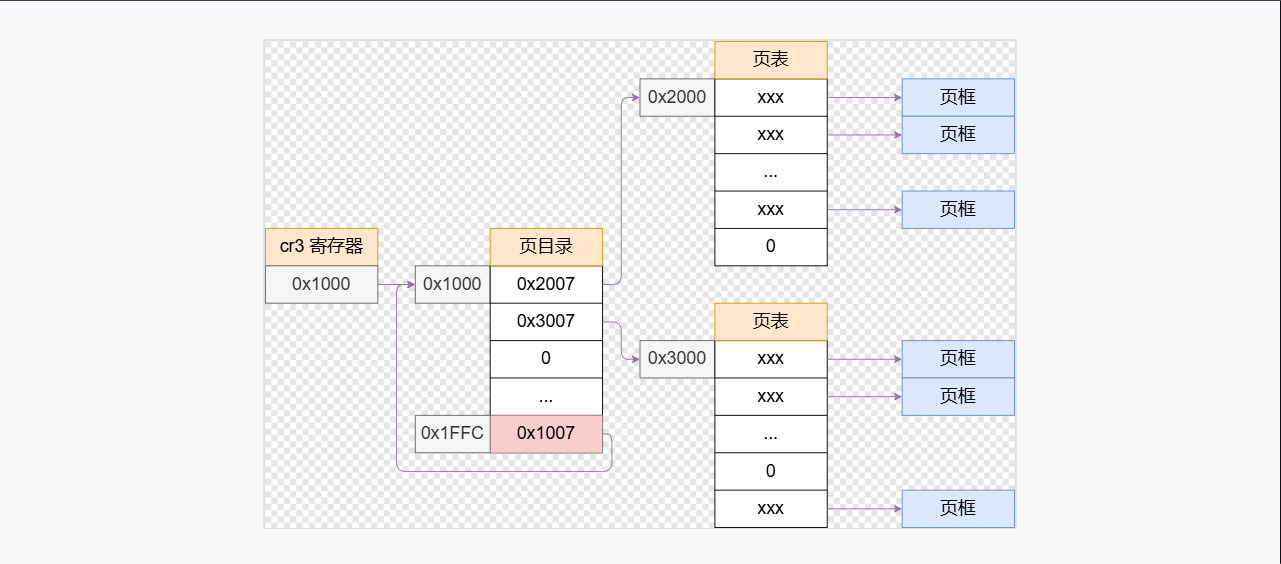 页表
0x2000 xxx 页框
xxx 页框
...
xxx 页框
cr3 寄存器 页目录 0
0x1000 0x1000 0x2007
0x3007 页表
0 0x3000 xxx 页框
... xxx 页框
0x1FFC 0x1007 ...
0
xxx 页框